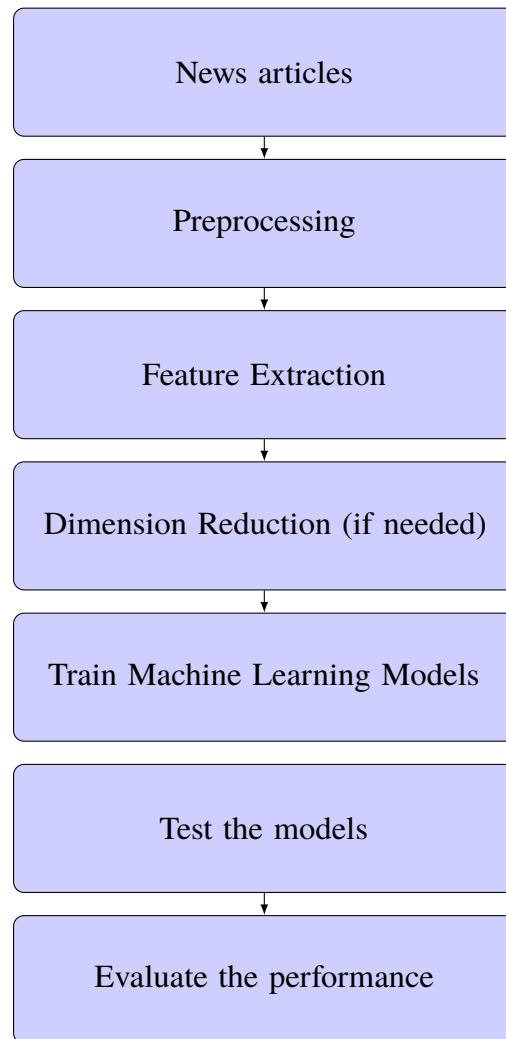 News articles
Preprocessing
Feature Extraction
Dimension Reduction (if needed)
Train Machine Learning Models
Test the models
Evaluate the performance